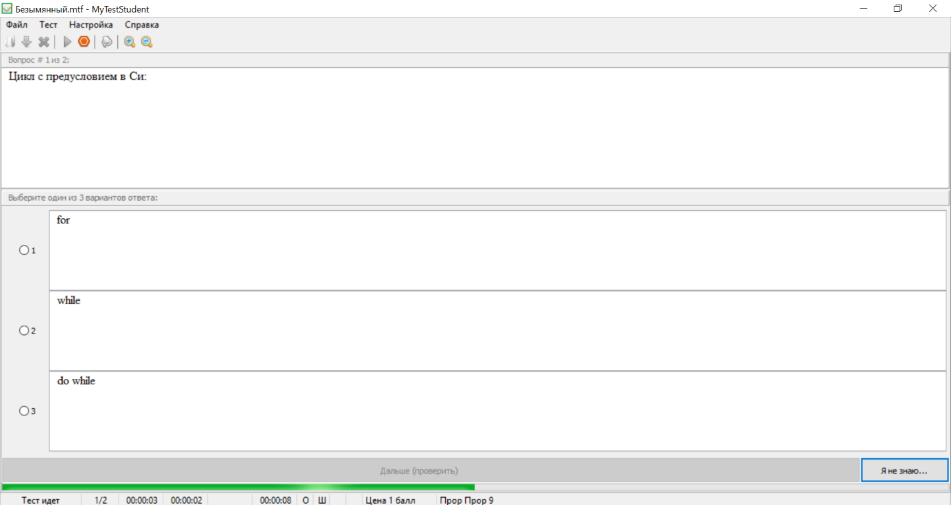 Безымянный.mtf - MyTestStudent
Файл Тест Настройка Справка
Вопрос # 1 из 2:
Цикл с предусловием в Си:
Выберите один из 3 вариантов ответа:
1 for
2 while
3 do while
Дальше (проверить) Я не знаю...
Тест идет 1/2 00:00:03 00:00:02 00:00:08 О Ш Цена 1 балл Прор Прор 9